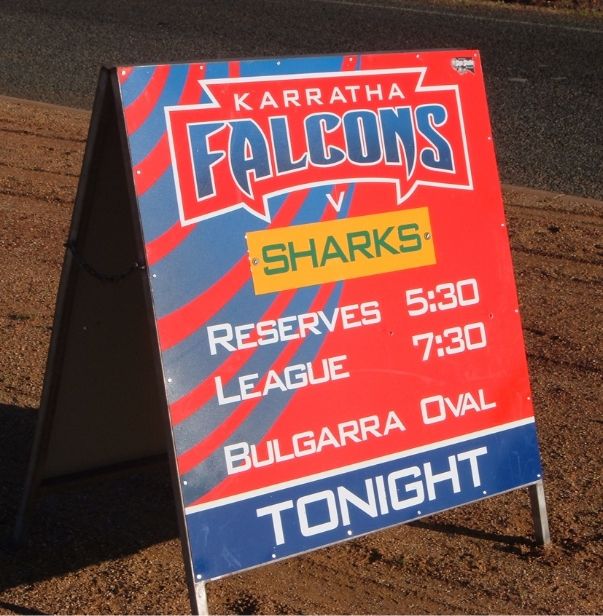 KARRATHA
FALCONS
V
SHARKS
RESERVES 5:30
LEAGUE 7:30
BULGARRA OVAL
TONIGHT